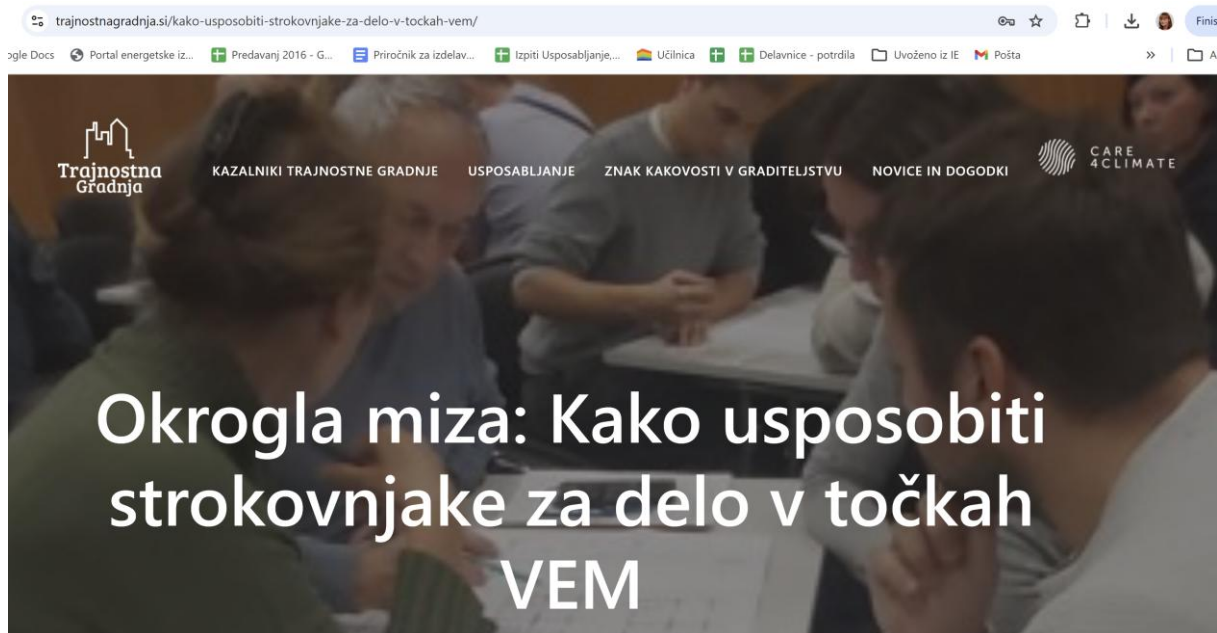 trajnostnagradnja.si/kako-usposobiti-strokovnjake-za-delo-v-tockah-vem/
Finis
ogle Docs Portal energetske iz... Predavanj 2016 - G... Priročnik za izdelav... Izpiti Usposabljanje,... Učilnica Delavnice - potrdila Uvoženo iz IE Pošta » A
Trajnostna
Gradnja
KAZALNIKI TRAJNOSTNE GRADNJE USPOSABLJANJE ZNAK KAKOVOSTI V GRADITELJSTVU NOVICE IN DOGODKI
CARE
4CLIMATE
Okrogla miza: Kako usposobiti
strokovnjake za delo v točkah
VEM